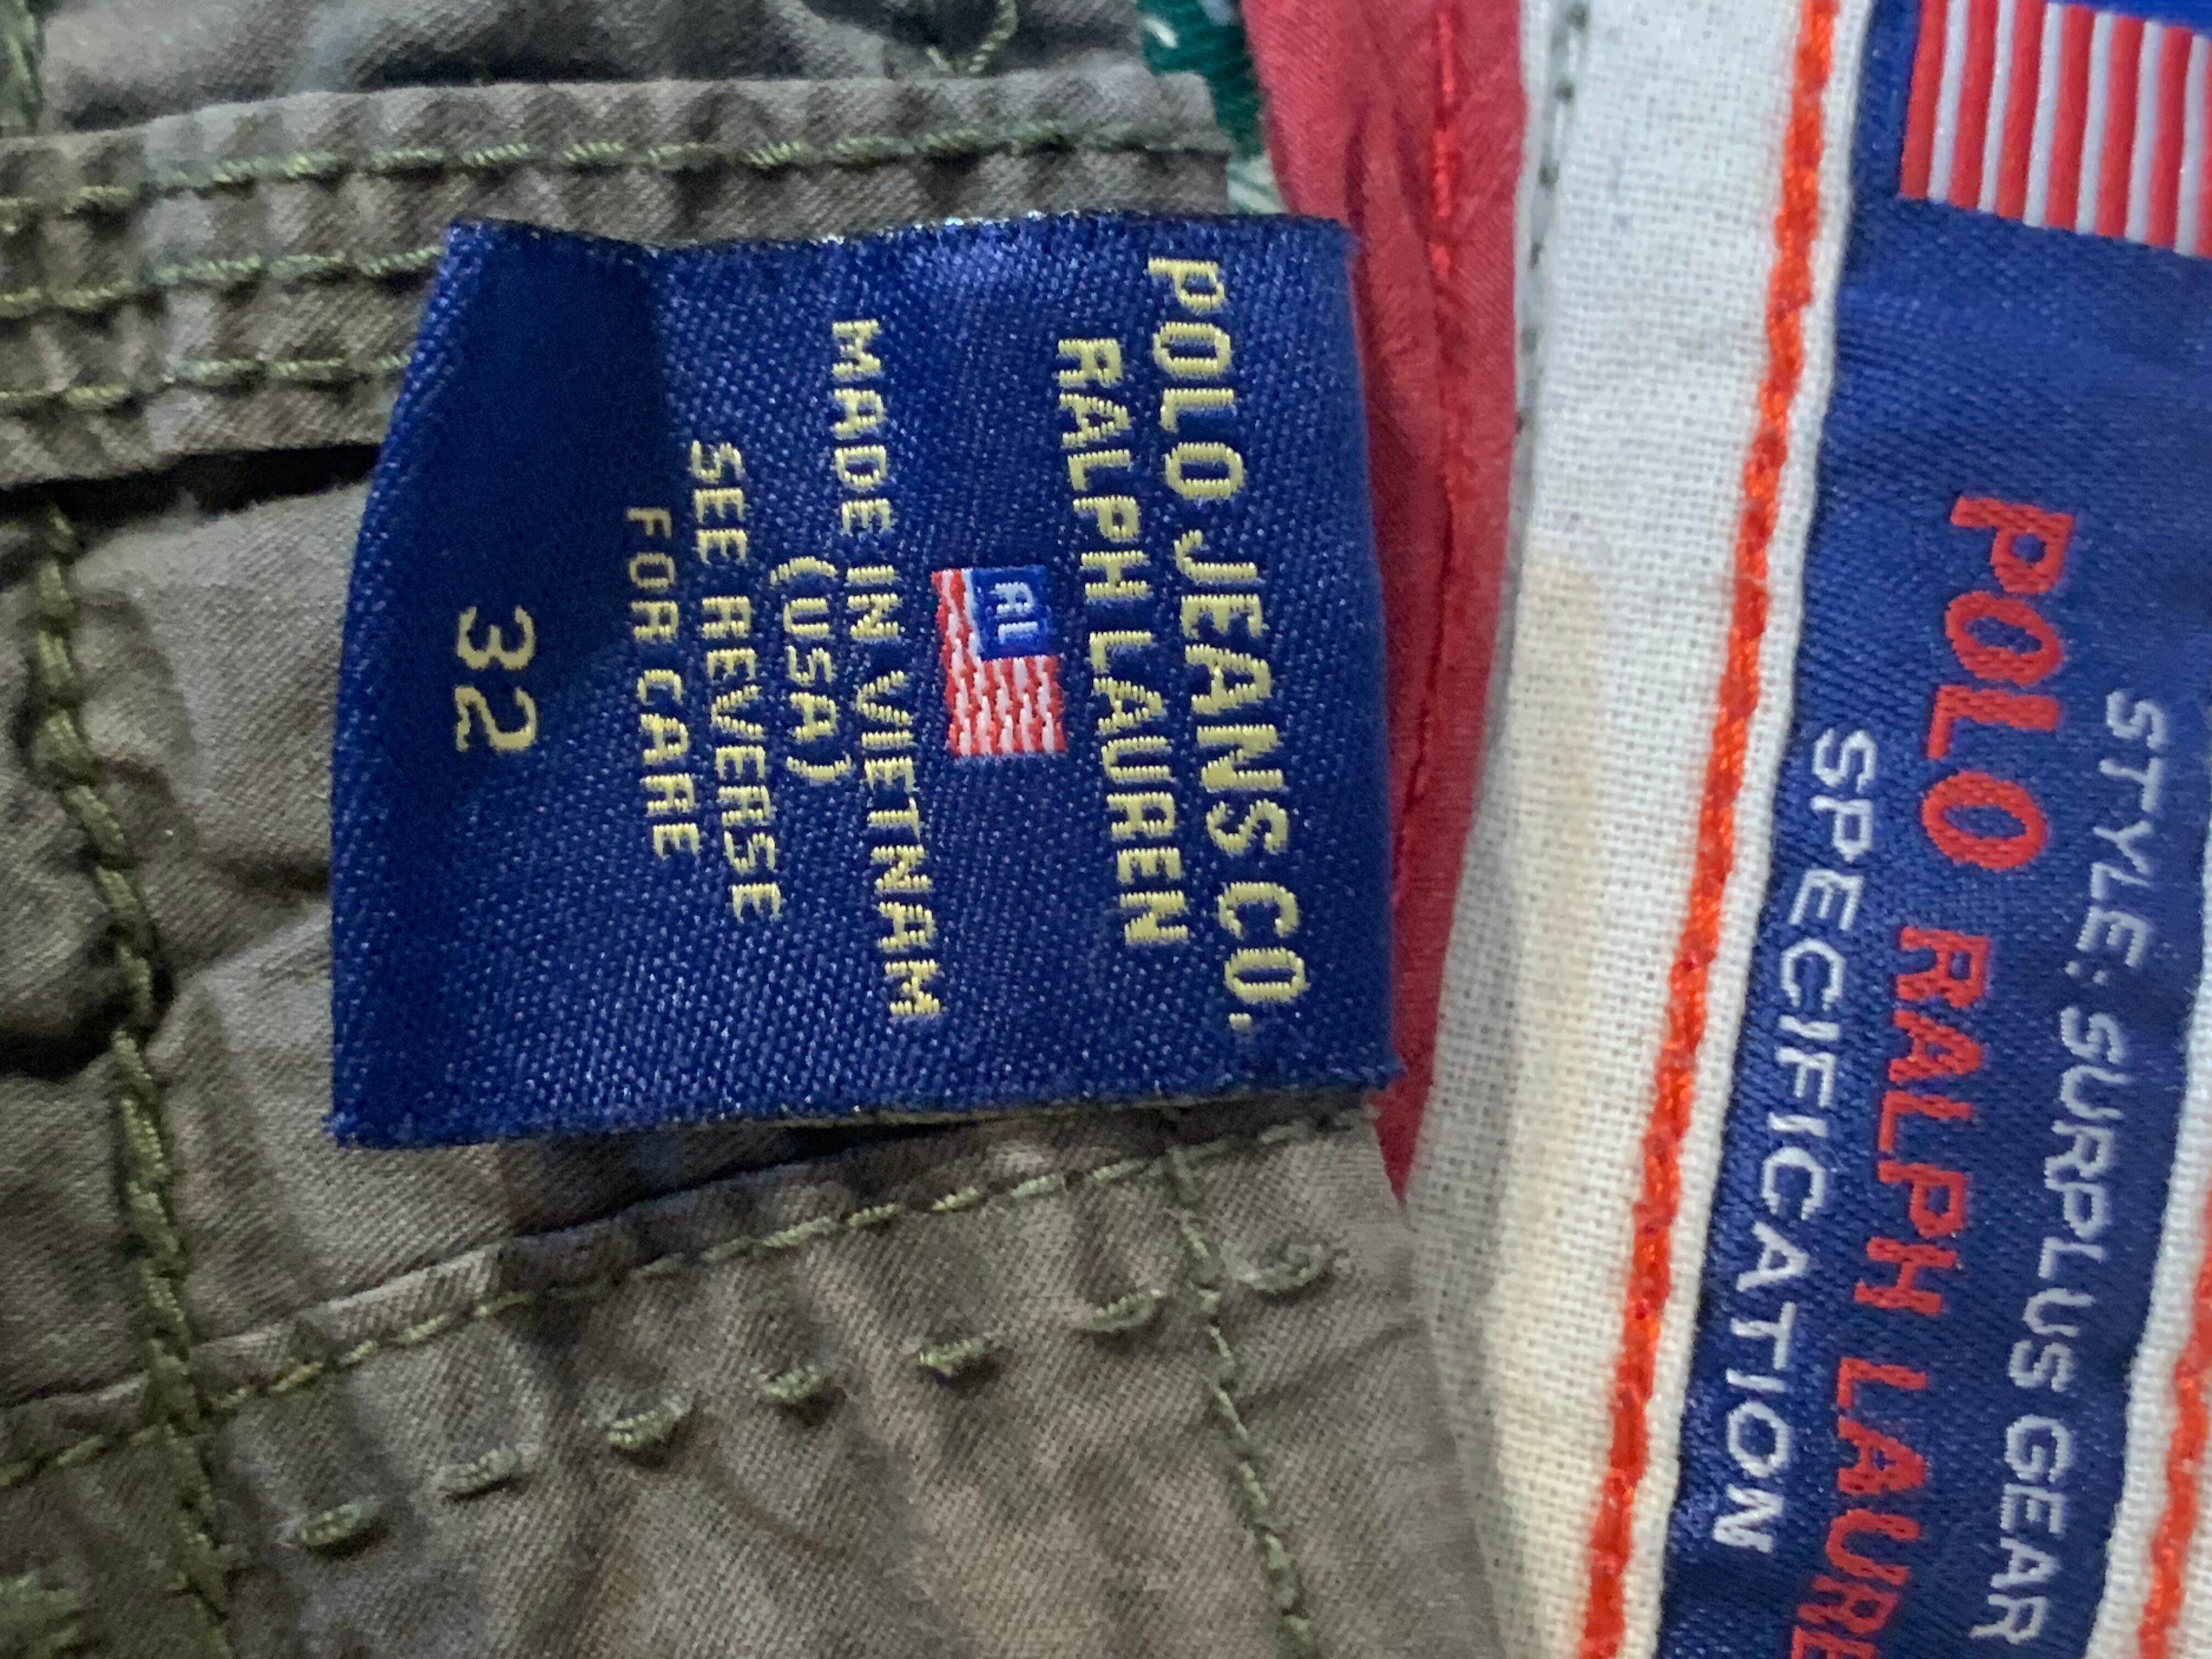 POLO JEANS CO.
RALPH LAUREN
RL
MADE IN VIETNAM
(USA)
SEE REVERSE
FOR CARE
32
STYLE: SURPLUS GEAR
POLO RALPH LAURE
SPECIFICATION